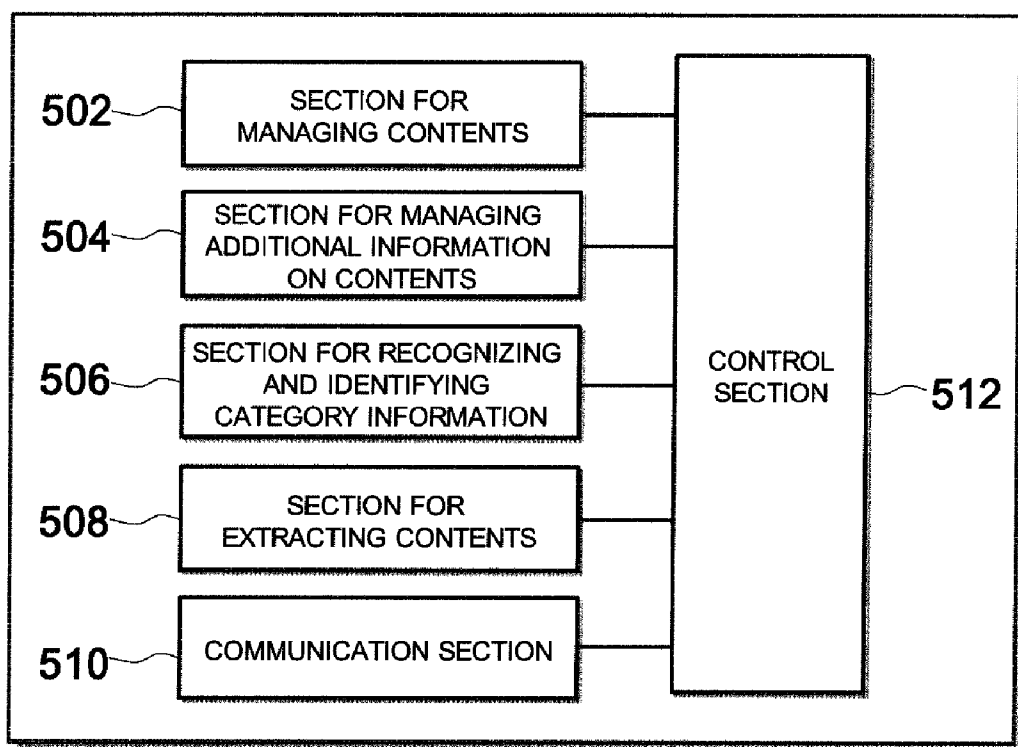 502
SECTION FOR
MANAGING CONTENTS
504
SECTION FOR MANAGING
ADDITIONAL INFORMATION
ON CONTENTS
506
SECTION FOR RECOGNIZING
AND IDENTIFYING
CATEGORY INFORMATION
508
SECTION FOR
EXTRACTING CONTENTS
510
COMMUNICATION SECTION
CONTROL
SECTION
512